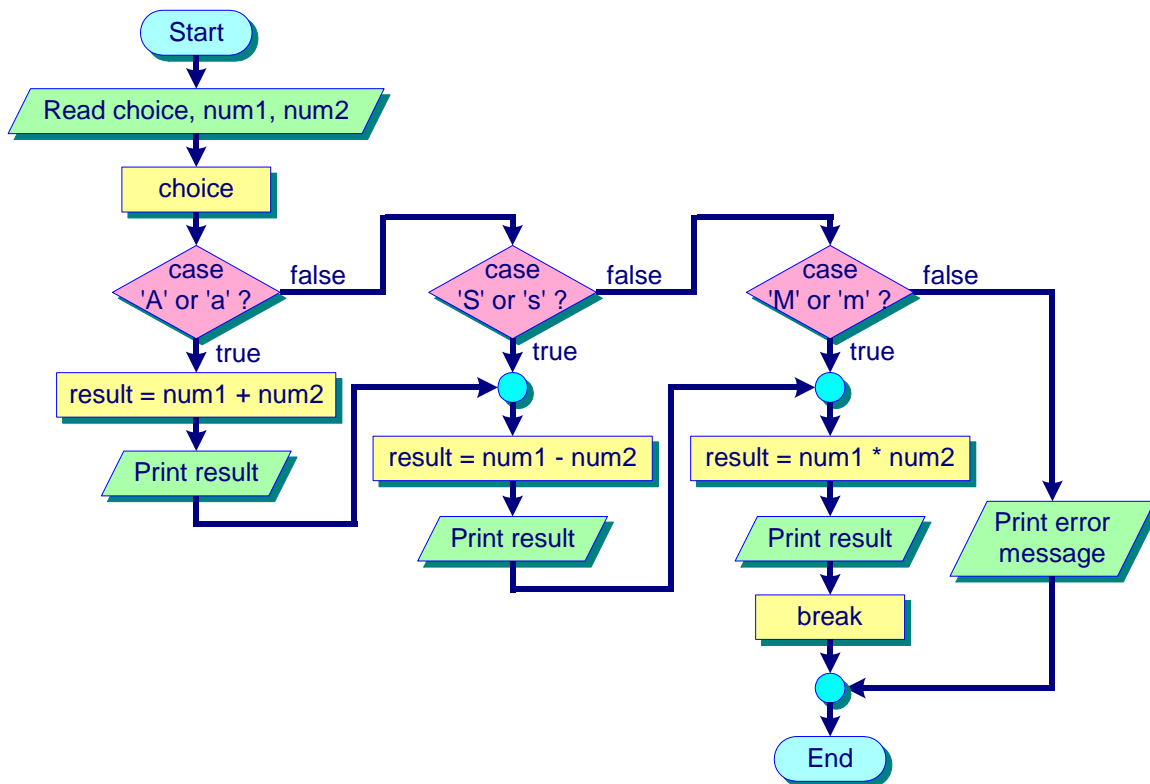 Start
Read choice, num1, num2
choice
case
'A' or 'a' ?
false
true
result = num1 + num2
Print result
case
'S' or 's' ?
false
true
result = num1 - num2
Print result
case
'M' or 'm' ?
false
true
result = num1 * num2
Print result
break
Print error
message
End